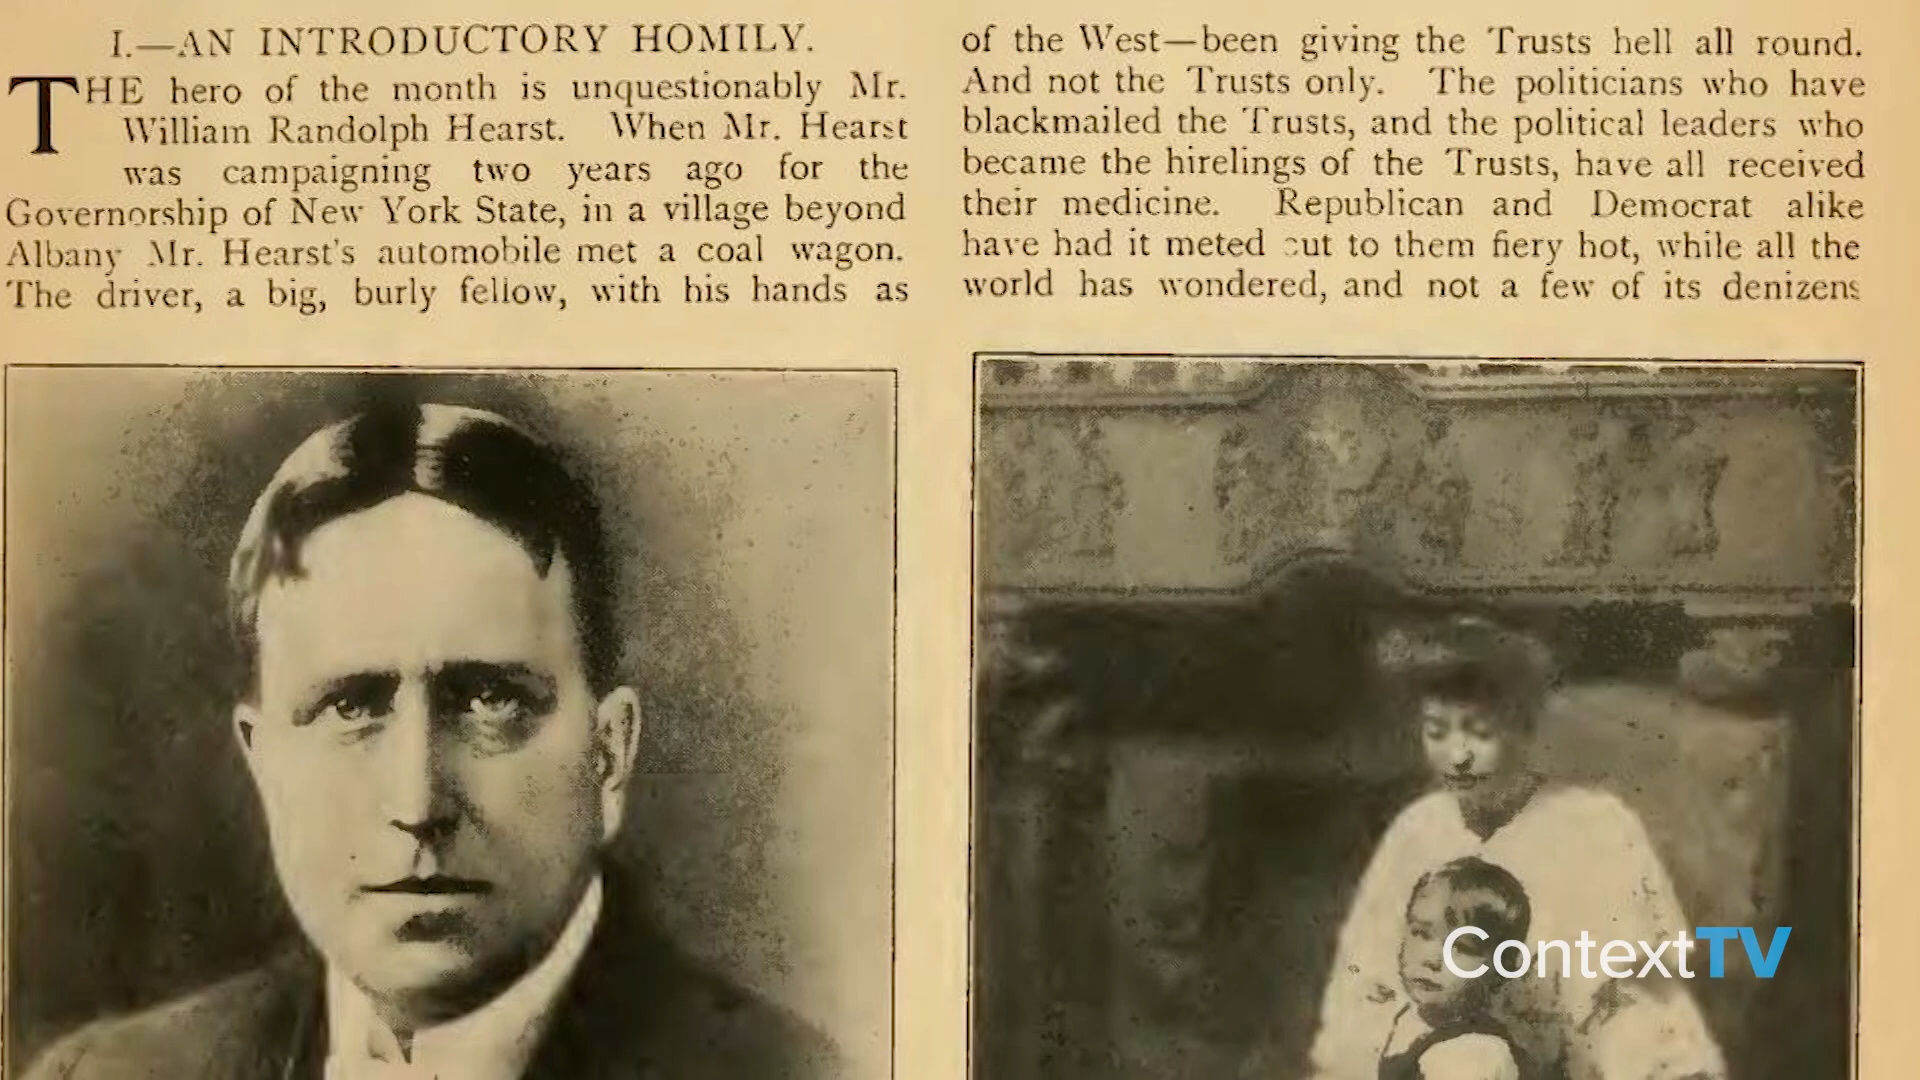 I.—AN INTRODUCTORY HOMILY.
THE hero of the month is unquestionably Mr.
William Randolph Hearst. When Mr. Hearst
was campaigning two years ago for the
Governorship of New York State, in a village beyond
Albany Mr. Hearst's automobile met a coal wagon.
The driver, a big, burly fellow, with his hands as
of the West—been giving the Trusts hell all round.
And not the Trusts only. The politicians who have
blackmailed the Trusts, and the political leaders who
became the hirelings of the Trusts, have all received
their medicine. Republican and Democrat alike
have had it meted out to them fiery hot, while all the
world has wondered, and not a few of its denizens
ContextTV